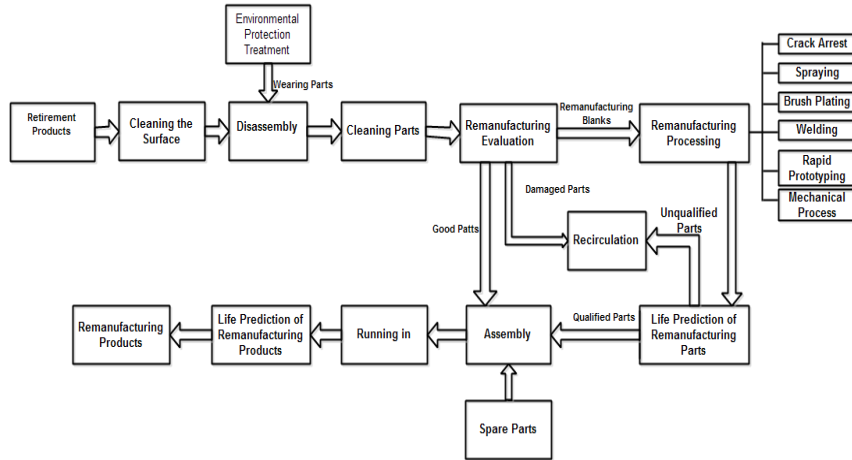 Environmental
Protection
Treatment
Wearing Parts
Retirement
Products
Cleaning the
Surface
Disassembly
Cleaning Parts
Remanufacturing
Evaluation
Remanufacturing
Blanks
Remanufacturing
Processing
Crack Arrest
Spraying
Brush Plating
Welding
Rapid
Prototyping
Mechanical
Process
Damaged Parts
Good Patts
Recirculation
Unqualified
Parts
Remanufacturing
Products
Life Prediction of
Remanufacturing
Products
Running in
Assembly
Qualified Parts
Life Prediction of
Remanufacturing
Parts
Spare Parts